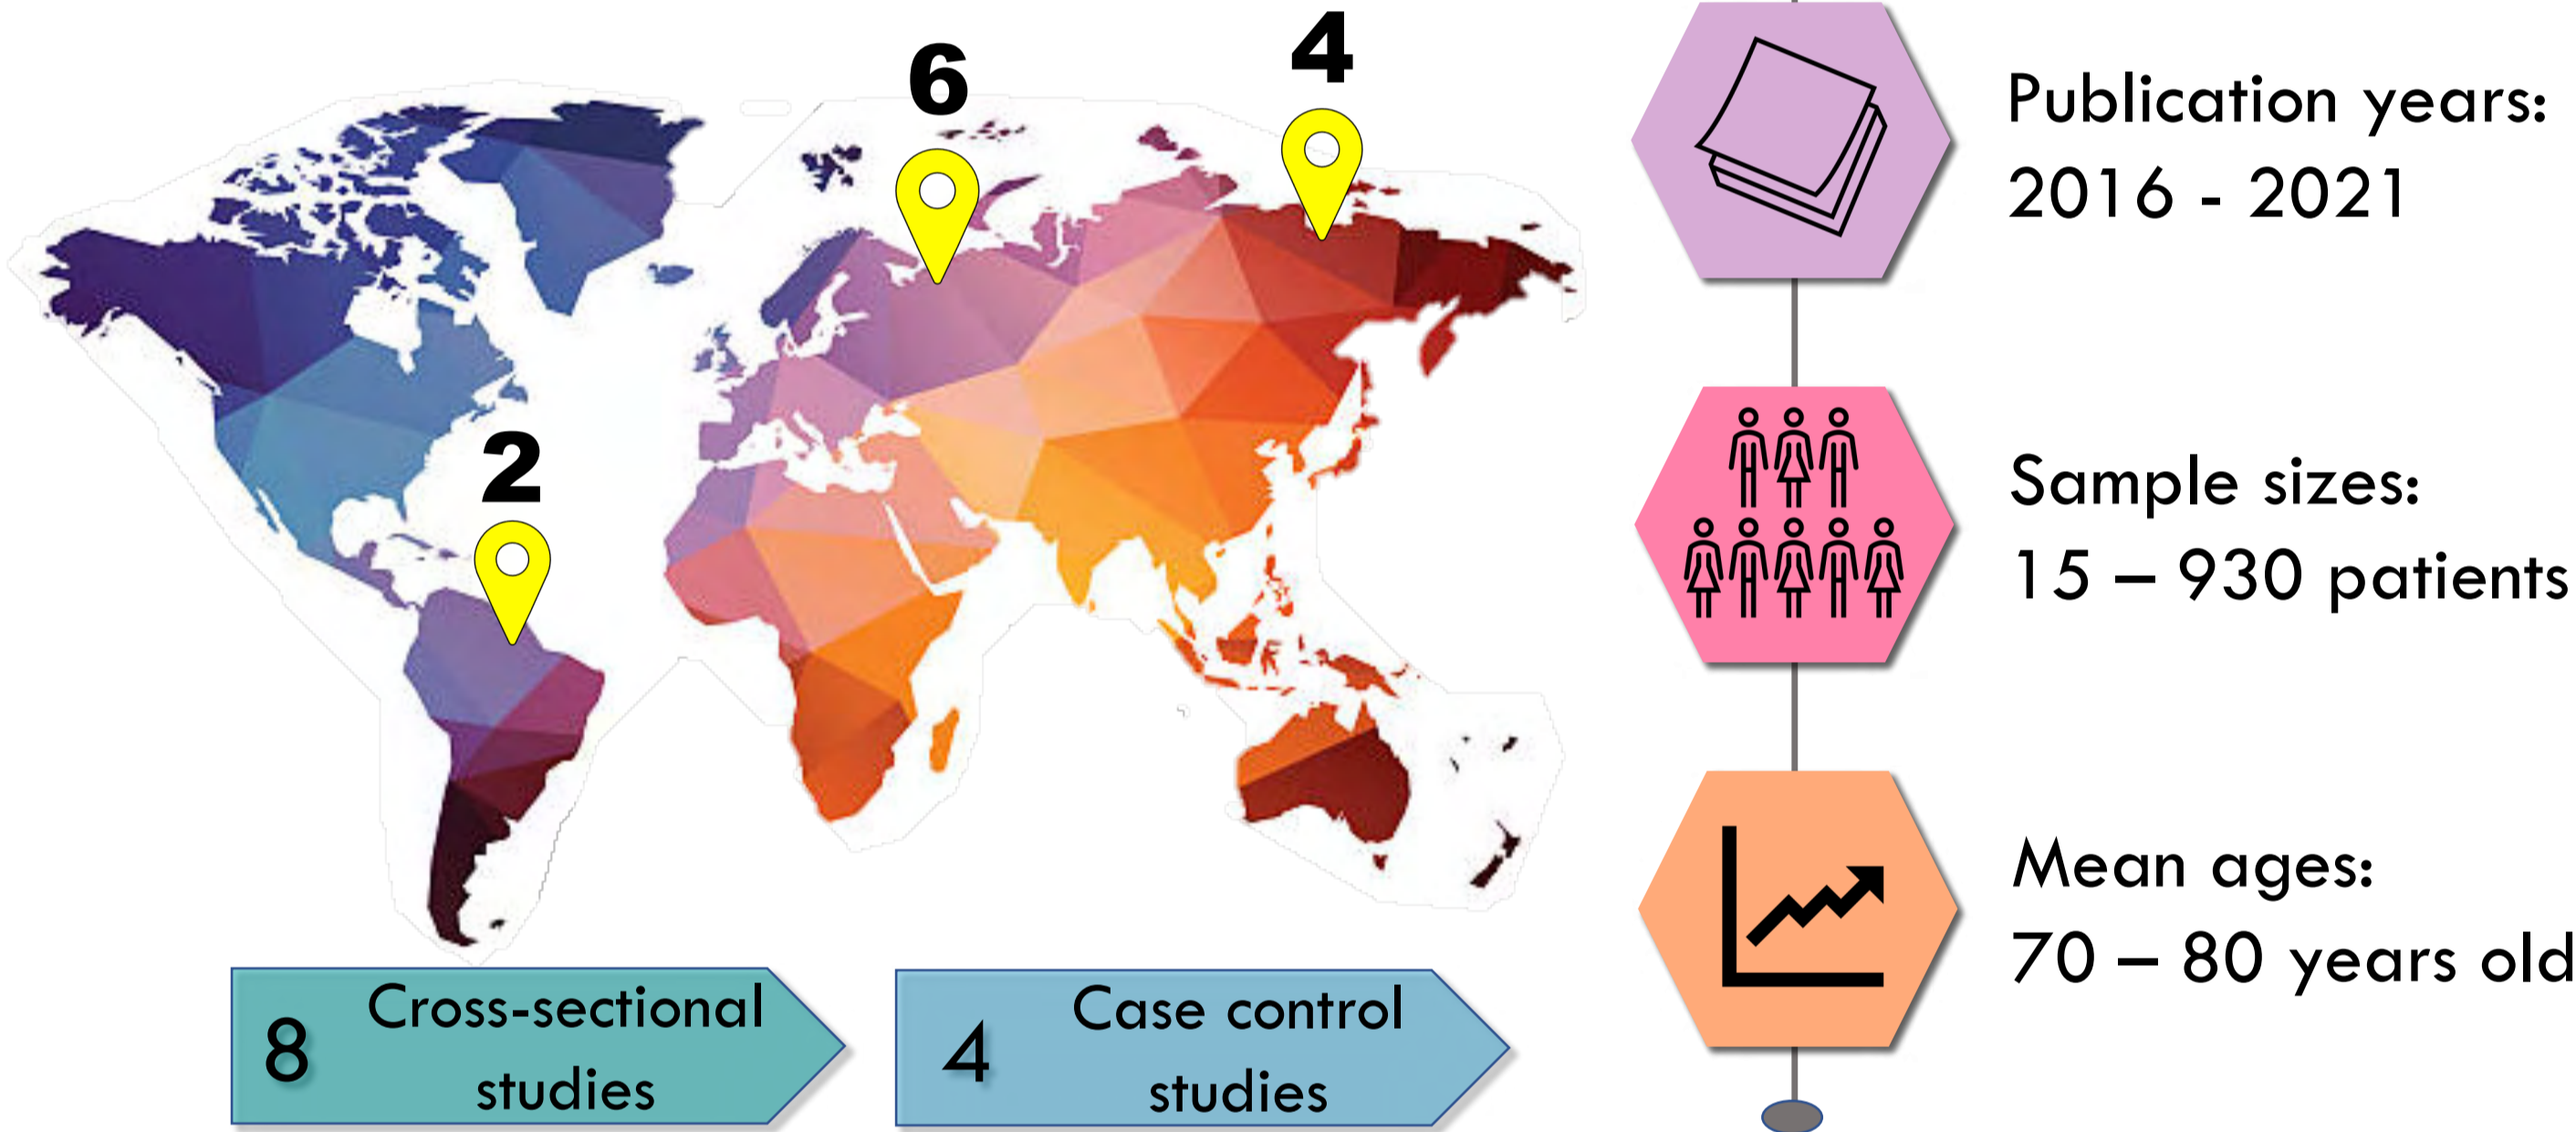 6
4
2
Publication years:
2016 - 2021
Sample sizes:
15 – 930 patients
Mean ages:
70 – 80 years old
8
Cross-sectional
studies
4
Case control
studies